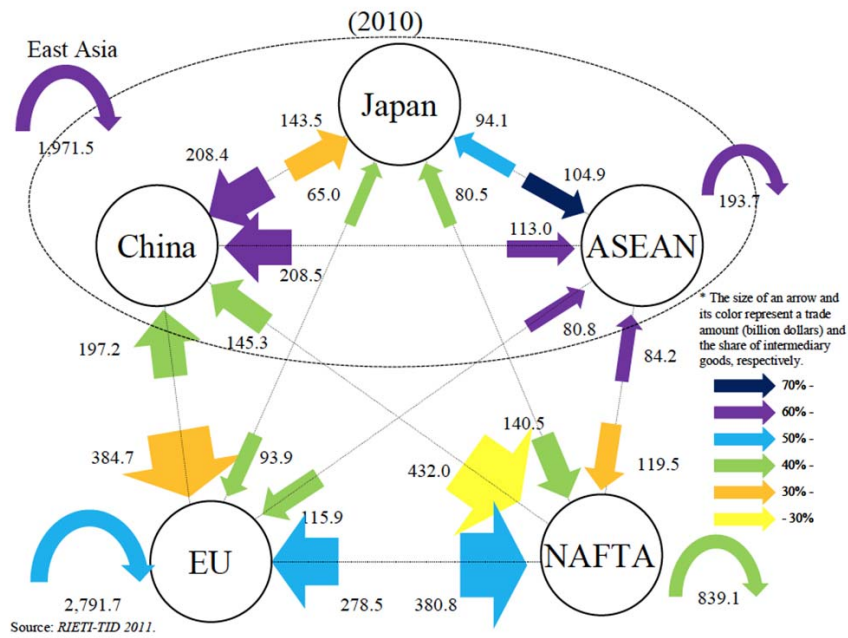 (2010)
East Asia
1,971.5
Japan
143.5
94.1
208.4
65.0
80.5
104.9
193.7
China
113.0
ASEAN
208.5
* The size of an arrow and
its color represent a trade
amount (billion dollars) and
the share of intermediary
goods, respectively.
145.3
80.8
197.2
84.2
70% -
60% -
50% -
40% -
30% -
- 30%
384.7
93.9
432.0
140.5
119.5
115.9
EU
NAFTA
2,791.7
278.5
380.8
839.1
Source: RIETI-TID 2011.